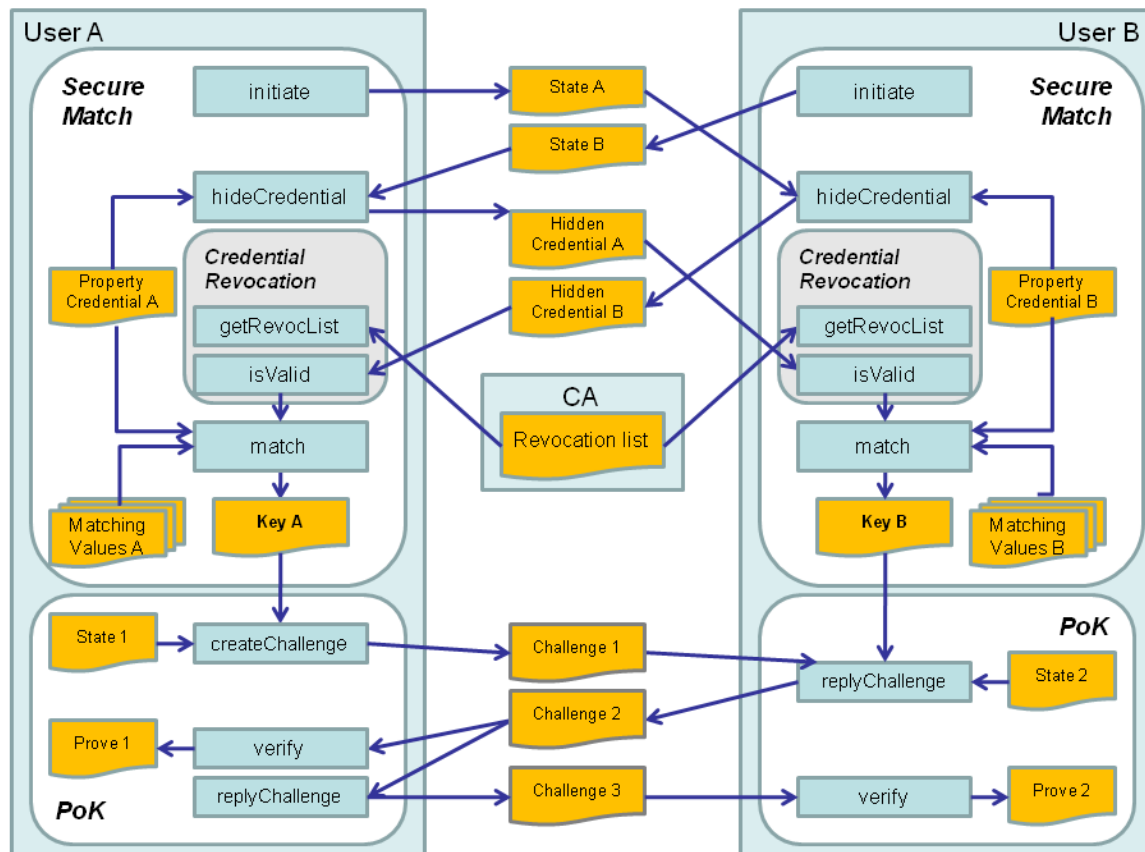 User A
User B
Secure
Match
initiate
State A
initiate
Secure
Match
State B
hideCredential
hideCredential
Hidden
Credential A
Credential
Revocation
Credential
Revocation
Property
Credential A
Hidden
Credential B
Property
Credential B
getRevocList
getRevocList
isValid
isValid
CA
Revocation list
match
match
Matching
Values A
Key A
Key B
Matching
Values B
State 1
createChallenge
Challenge 1
PoK
replyChallenge
State 2
Challenge 2
Prove 1
verify
replyChallenge
Challenge 3
verify
Prove 2
PoK